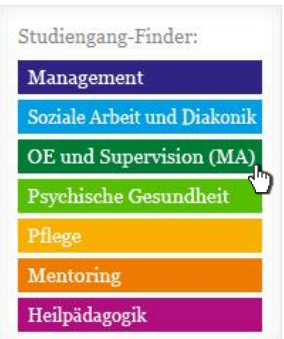 Studiengang-Finder:
Management
Soziale Arbeit und Diakonik
OE und Supervision (MA)
Psychische Gesundheit
Pflege
Mentoring
Heilpädagogik